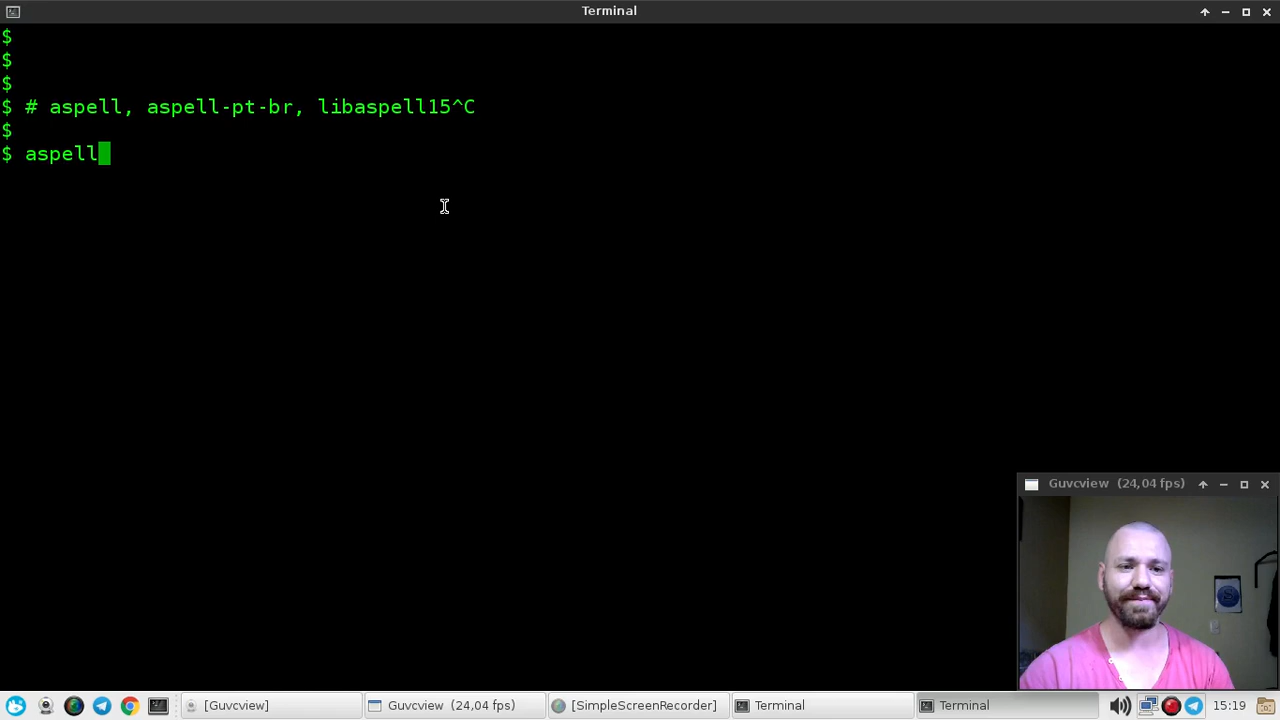 Terminal
$
$
$
$ # aspell, aspell-pt-br, libaspell15^C
$
$ aspell
Guvcview (24,04 fps)
[Guvcview]
Guvcview (24,04 fps)
[SimpleScreenRecorder]
Terminal
Terminal
15:19